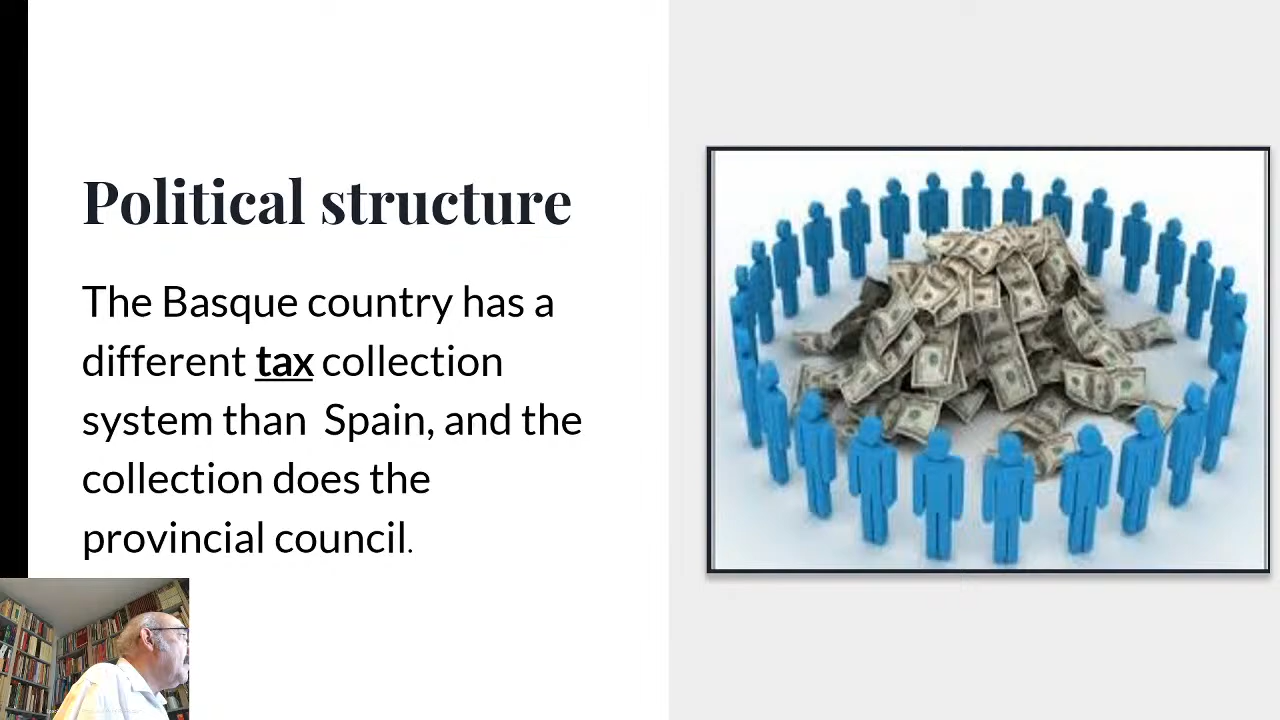 Political structure
The Basque country has a
different tax collection
system than  Spain, and the
collection does the
provincial council.